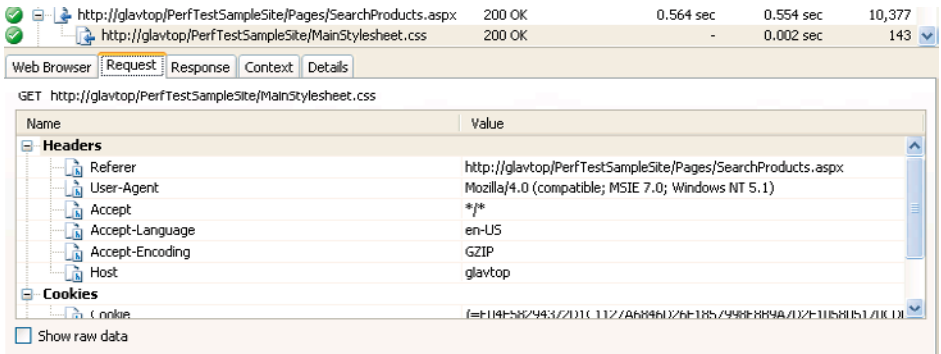 http://glavtop/PerfTestSampleSite/Pages/SearchProducts.aspx 200 OK 0.564 sec 0.554 sec 10,377
http://glavtop/PerfTestSampleSite/MainStylesheet.css 200 OK - 0.002 sec 143
Web Browser Request Response Context Details
GET http://glavtop/PerfTestSampleSite/MainStylesheet.css
Name Value
Headers
Referer http://glavtop/PerfTestSampleSite/Pages/SearchProducts.aspx
User-Agent Mozilla/4.0 (compatible; MSIE 7.0; Windows NT 5.1)
Accept */*
Accept-Language en-US
Accept-Encoding GZIP
Host glavtop
Cookies
Cookie
Show raw data